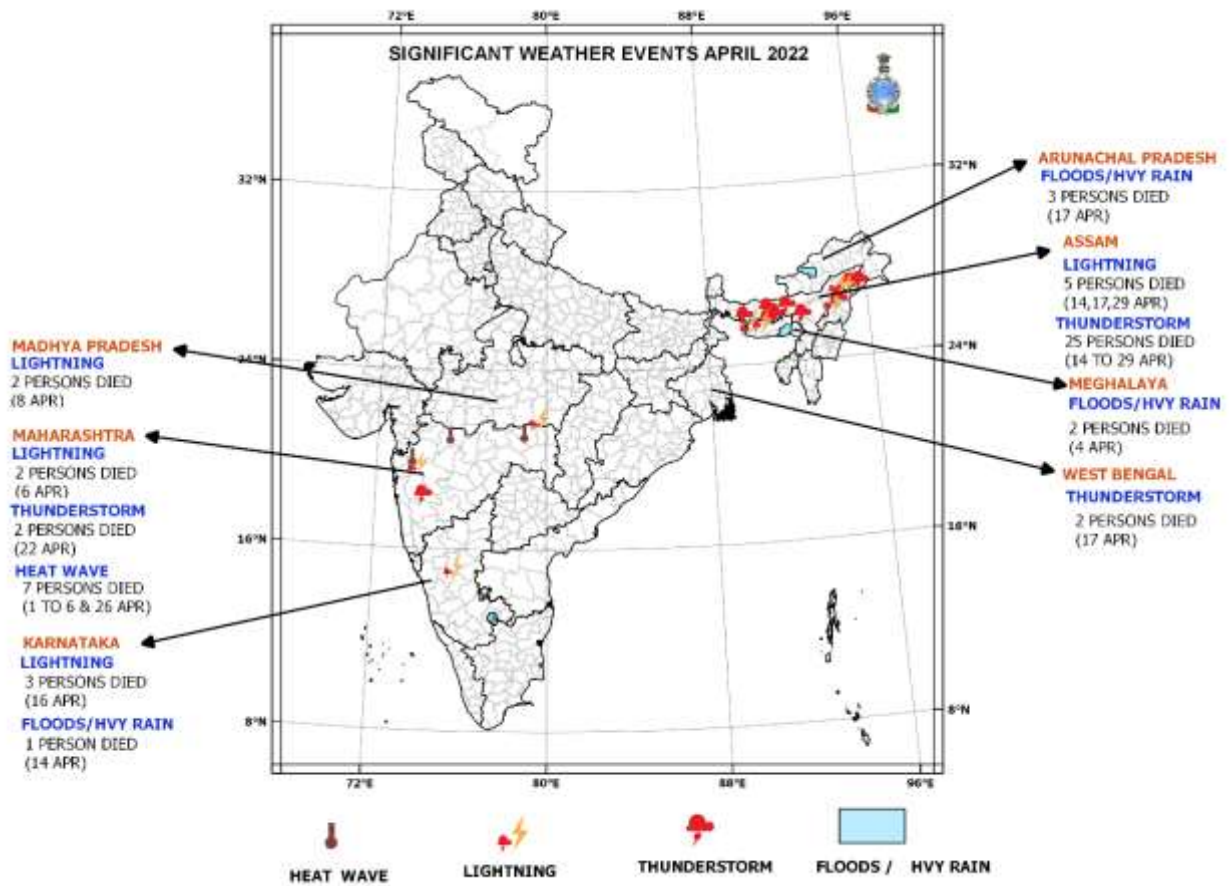 72°E 80°E 88°E 96°E
SIGNIFICANT WEATHER EVENTS APRIL 2022
32°N
32°N
24°N
24°N
16°N
16°N
8°N
8°N
72°E 80°E 88°E 96°E
MADHYA PRADESH
LIGHTNING
2 PERSONS DIED
(8 APR)
MAHARASHTRA
LIGHTNING
2 PERSONS DIED
(6 APR)
THUNDERSTORM
2 PERSONS DIED
(22 APR)
HEAT WAVE
7 PERSONS DIED
(1 TO 6 & 26 APR)
KARNATAKA
LIGHTNING
3 PERSONS DIED
(16 APR)
FLOODS/HVY RAIN
1 PERSON DIED
(14 APR)
ARUNACHAL PRADESH
FLOODS/HVY RAIN
3 PERSONS DIED
(17 APR)
ASSAM
LIGHTNING
5 PERSONS DIED
(14,17,29 APR)
THUNDERSTORM
25 PERSONS DIED
(14 TO 29 APR)
MEGHALAYA
FLOODS/HVY RAIN
2 PERSONS DIED
(4 APR)
WEST BENGAL
THUNDERSTORM
2 PERSONS DIED
(17 APR)
HEAT WAVE
LIGHTNING
THUNDERSTORM
FLOODS / HVY RAIN